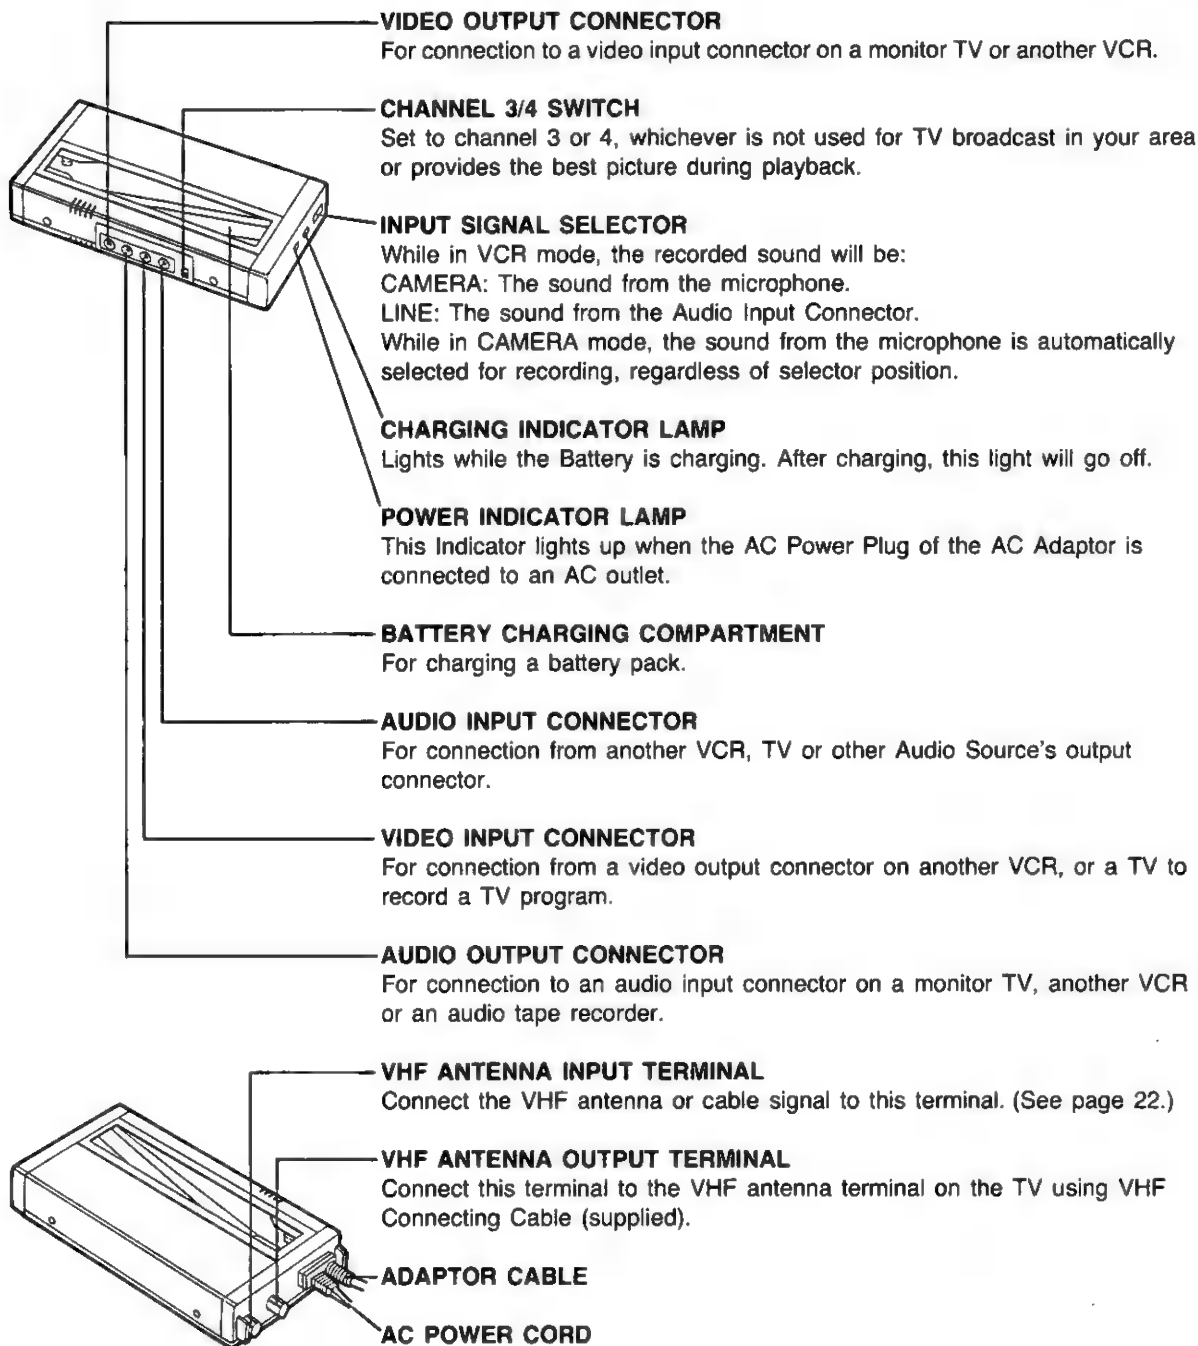 VIDEO OUTPUT CONNECTOR
For connection to a video input connector on a monitor TV or another VCR.
CHANNEL 3/4 SWITCH
Set to channel 3 or 4, whichever is not used for TV broadcast in your area
or provides the best picture during playback.
INPUT SIGNAL SELECTOR
While in VCR mode, the recorded sound will be:
CAMERA: The sound from the microphone.
LINE: The sound from the Audio Input Connector.
While in CAMERA mode, the sound from the microphone is automatically
selected for recording, regardless of selector position.
CHARGING INDICATOR LAMP
Lights while the Battery is charging. After charging, this light will go off.
POWER INDICATOR LAMP
This Indicator lights up when the AC Power Plug of the AC Adaptor is
connected to an AC outlet.
BATTERY CHARGING COMPARTMENT
For charging a battery pack.
AUDIO INPUT CONNECTOR
For connection from another VCR, TV or other Audio Source's output
connector.
VIDEO INPUT CONNECTOR
For connection from a video output connector on another VCR, or a TV to
record a TV program.
AUDIO OUTPUT CONNECTOR
For connection to an audio input connector on a monitor TV, another VCR
or an audio tape recorder.
VHF ANTENNA INPUT TERMINAL
Connect the VHF antenna or cable signal to this terminal. (See page 22.)
VHF ANTENNA OUTPUT TERMINAL
Connect this terminal to the VHF antenna terminal on the TV using VHF
Connecting Cable (supplied).
ADAPTOR CABLE
AC POWER CORD